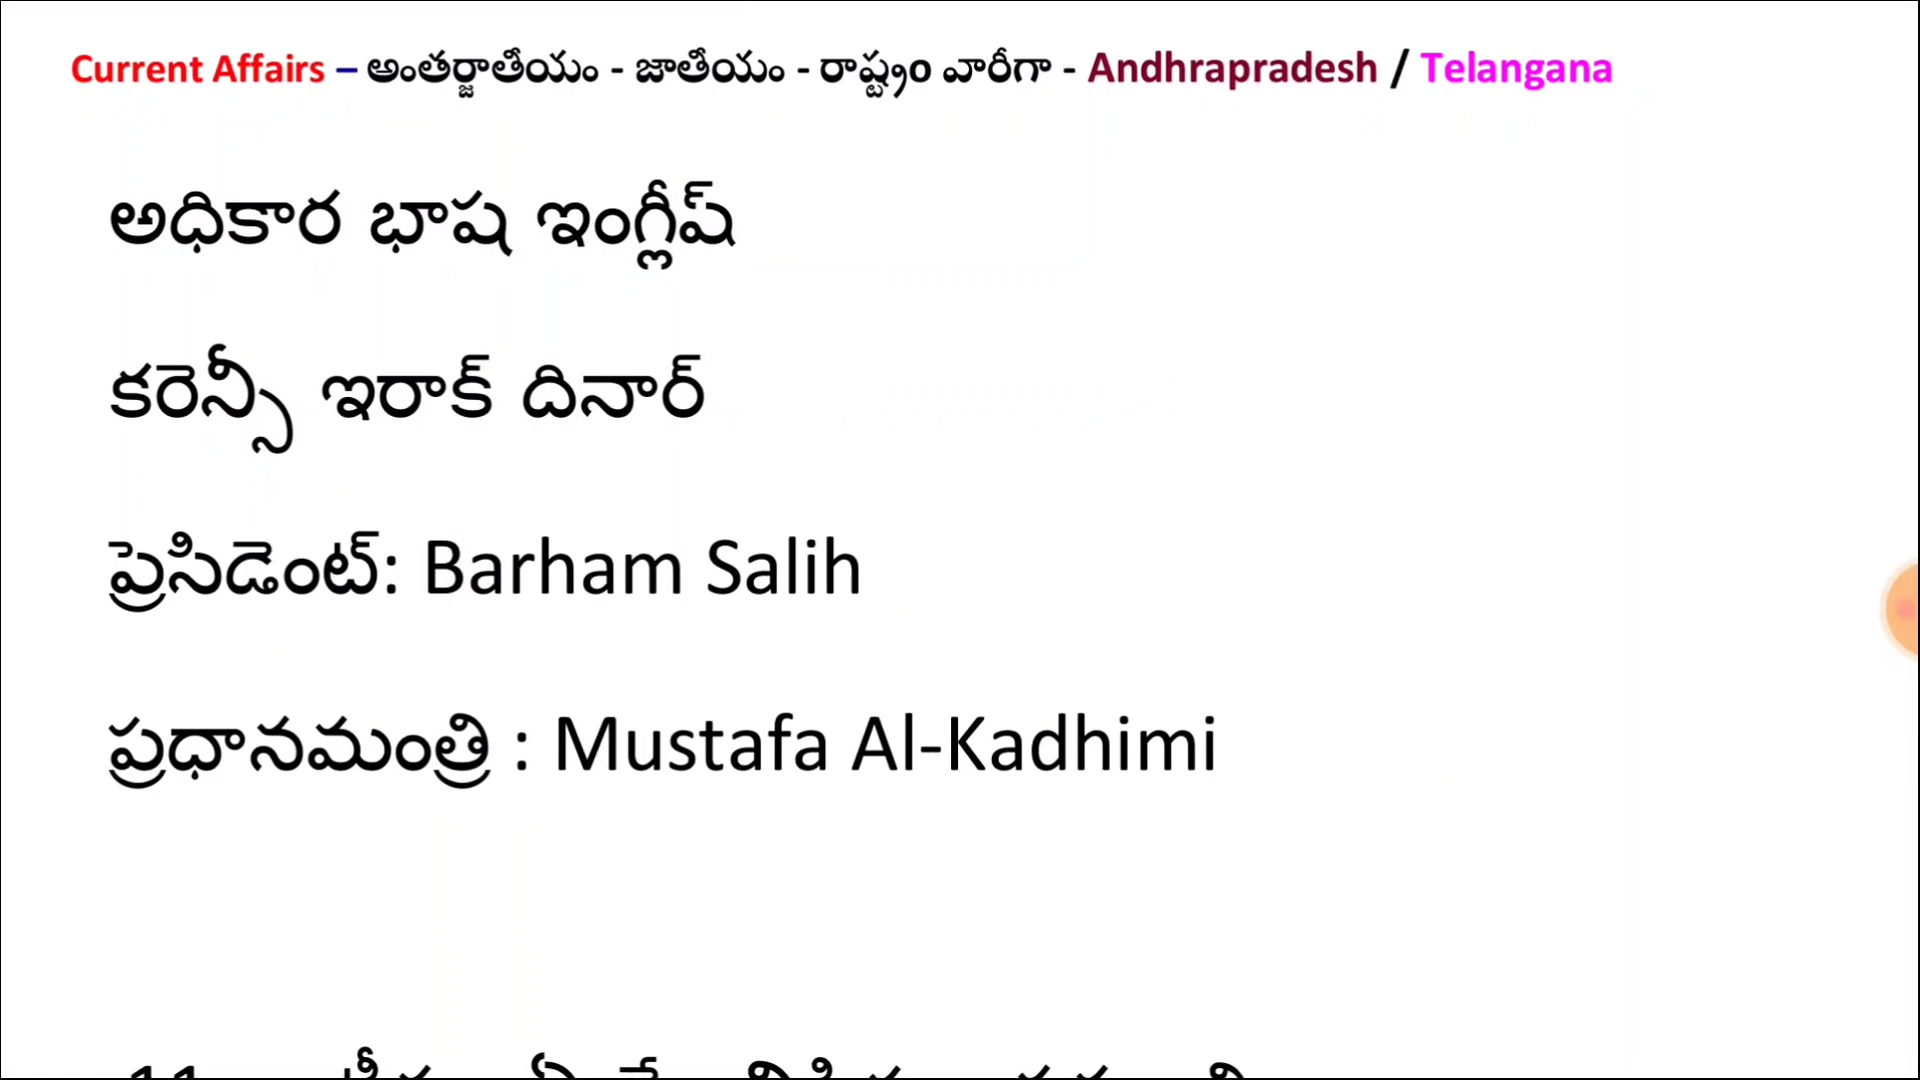 Current Affairs – అంతర్జాతీయం - జాతీయం - రాష్ట్రం వారీగా - Andhrapradesh / Telangana
అధికార భాష ఇంగ్లీష్
కరెన్సీ ఇరాక్ దినార్
ప్రెసిడెంట్: Barham Salih
ప్రధానమంత్రి : Mustafa Al-Kadhimi